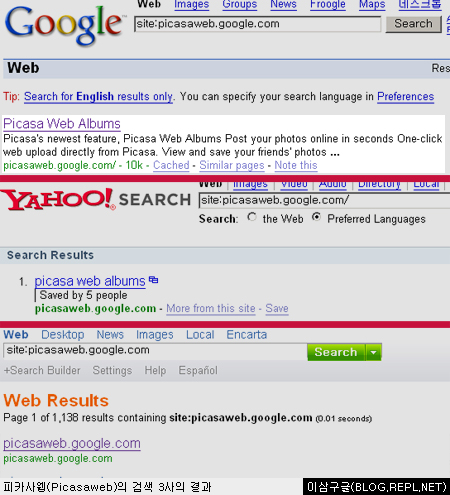 Web Images Groups News Froogle Maps 데스크톱
Google
site:picasaweb.google.com Search
Web Res
Tip: Search for English results only. You can specify your search language in Preferences
Picasa Web Albums
Picasa's newest feature, Picasa Web Albums Post your photos online in seconds One-click
web upload directly from Picasa. View and save your friends' photos ...
picasaweb.google.com/ - 10k - Cached - Similar pages - Note this
Web | Images | Video | Audio | Directory | Local |
YAHOO! SEARCH site:picasaweb.google.com/
Search: the Web Preferred Languages
Search Results
1. picasa web albums
Saved by 5 people
picasaweb.google.com - More from this site - Save
Web Desktop News Images Local Encarta
site:picasaweb.google.com Search
+Search Builder Settings Help Español
Web Results
Page 1 of 1,138 results containing site:picasaweb.google.com (0.01 seconds)
picasaweb.google.com
picasaweb.google.com
피카사웹(Picasaweb)의 검색 3사의 결과 이삼구글(BLOG.REPL.NET)